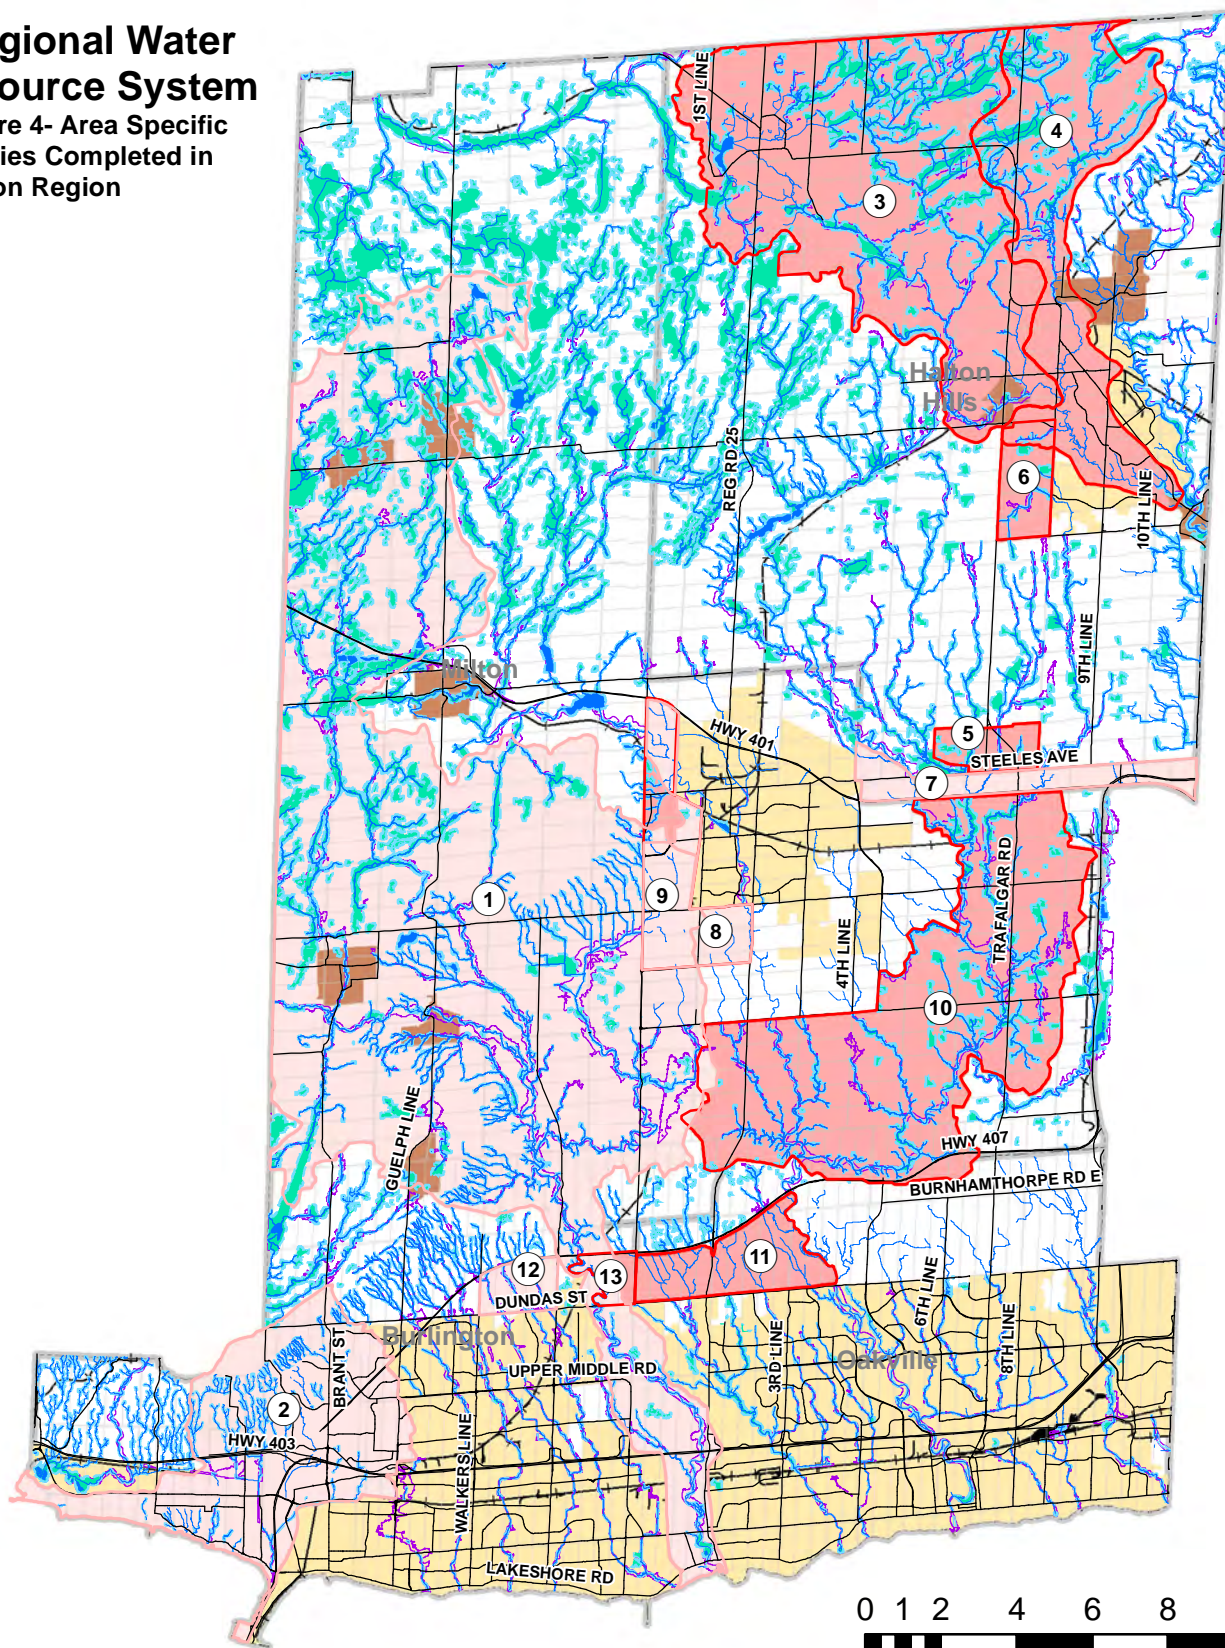 gional Water
ource System
re 4- Area Specific
ies Completed in
on Region
1ST LINE
4
3
Halton
Hills
REG RD 25
6
10TH LINE
9TH LINE
Milton
HWY 401
5
STEELES AVE
7
TRAFALGAR RD
1
9
8
4TH LINE
10
GUELPH LINE
HWY 407
BURNHAMTHORPE RD E
11
12
13
DUNDAS ST
6TH LINE
Burlington
BRANT ST
UPPER MIDDLE RD
3RD LINE
Oakville
8TH LINE
2
HWY 403
WALKERS LINE
LAKESHORE RD
0 1 2 4 6 8